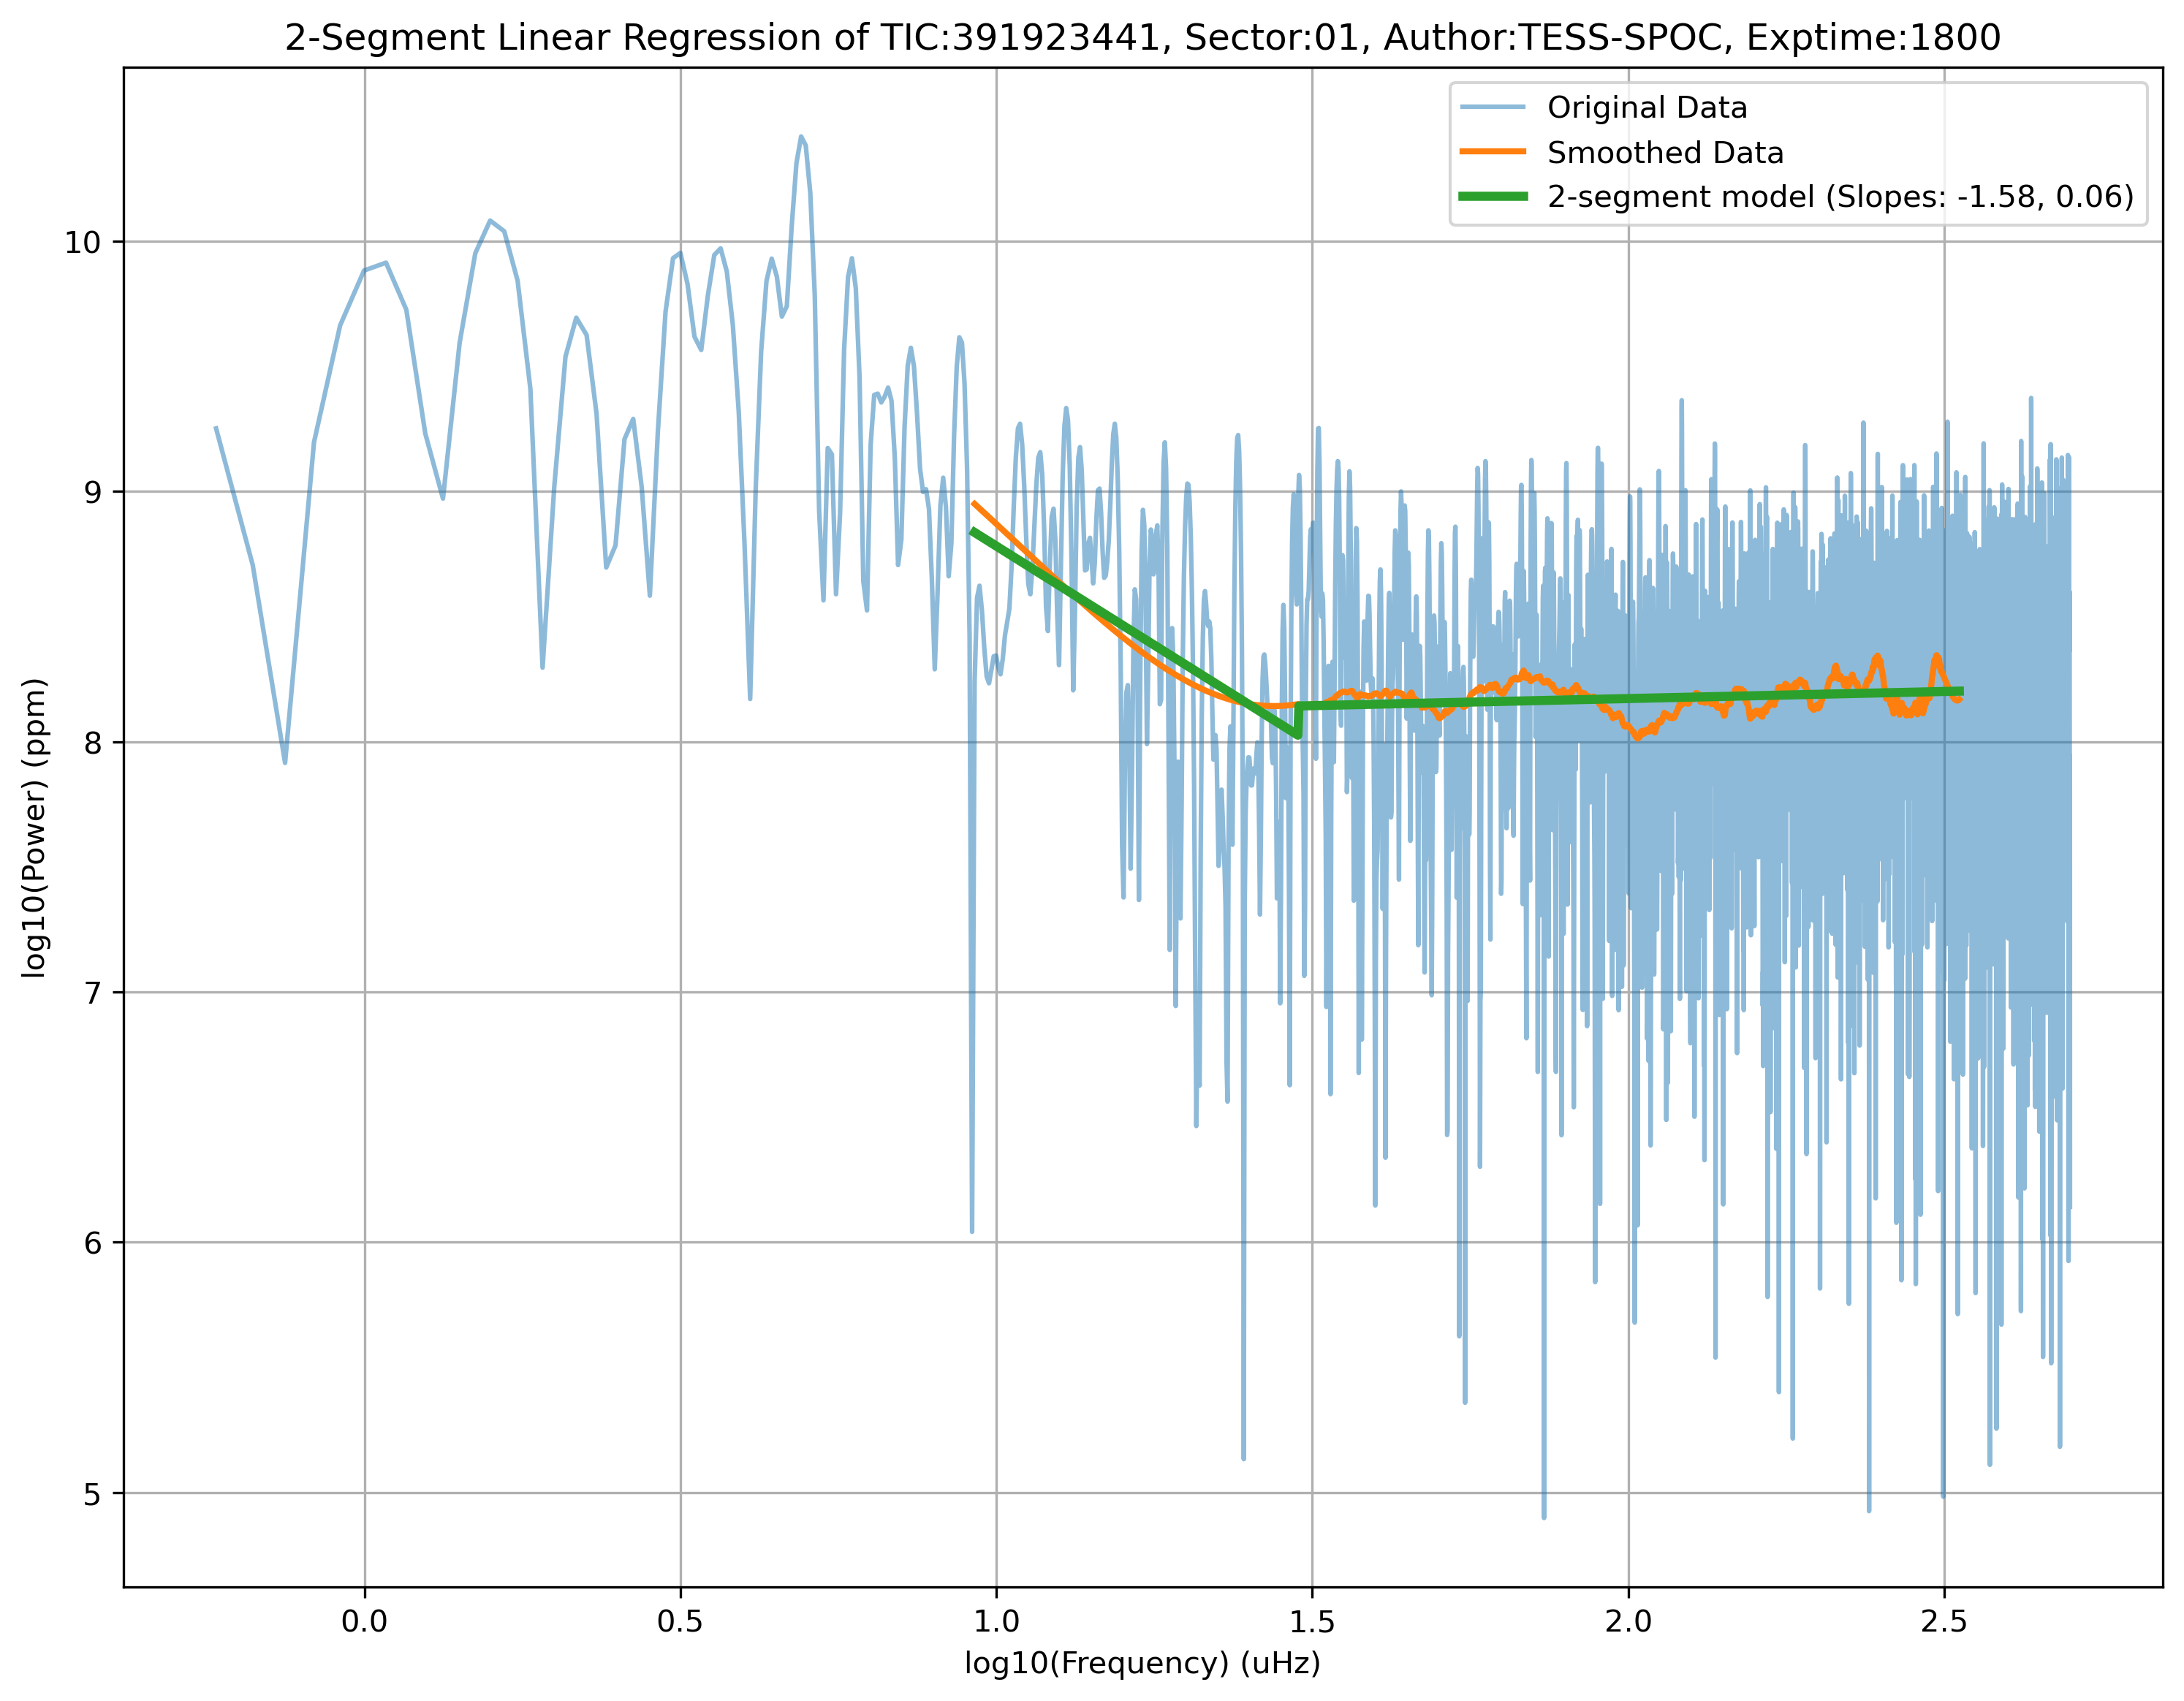 2-Segment Linear Regression of TIC:391923441, Sector:01, Author:TESS-SPOC, Exptime:1800
Original Data
Smoothed Data
2-segment model (Slopes: -1.58, 0.06)
log10(Power) (ppm)
10
9
8
7
6
5
0.0 0.5 1.0 1.5 2.0 2.5
log10(Frequency) (uHz)